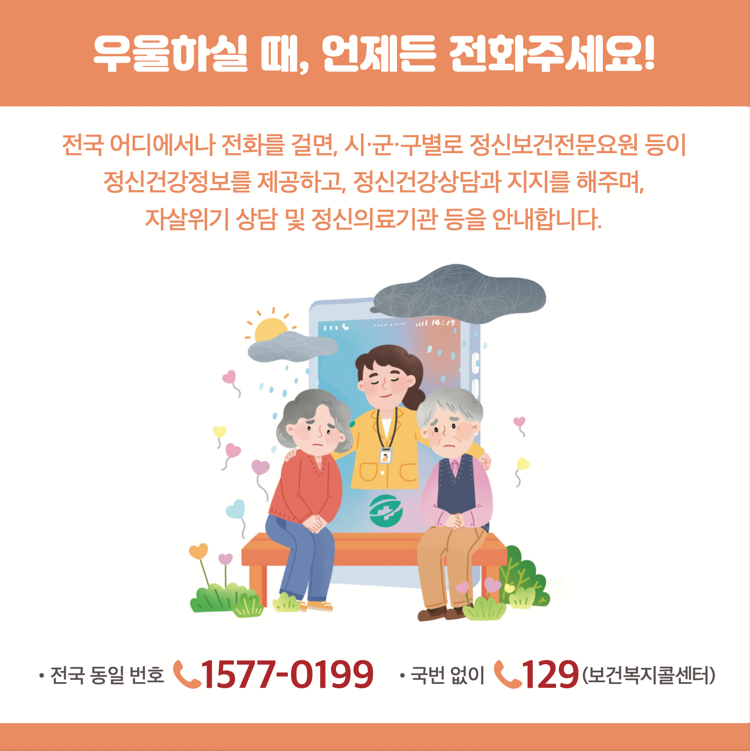 우울하실 때, 언제든 전화주세요!
전국 어디에서나 전화를 걸면, 시·군·구별로 정신보건전문요원 등이
정신건강정보를 제공하고, 정신건강상담과 지지를 해주며,
자살위기 상담 및 정신의료기관 등을 안내합니다.
14:19
• 전국 동일 번호 1577-0199 • 국번 없이 129 (보건복지콜센터)